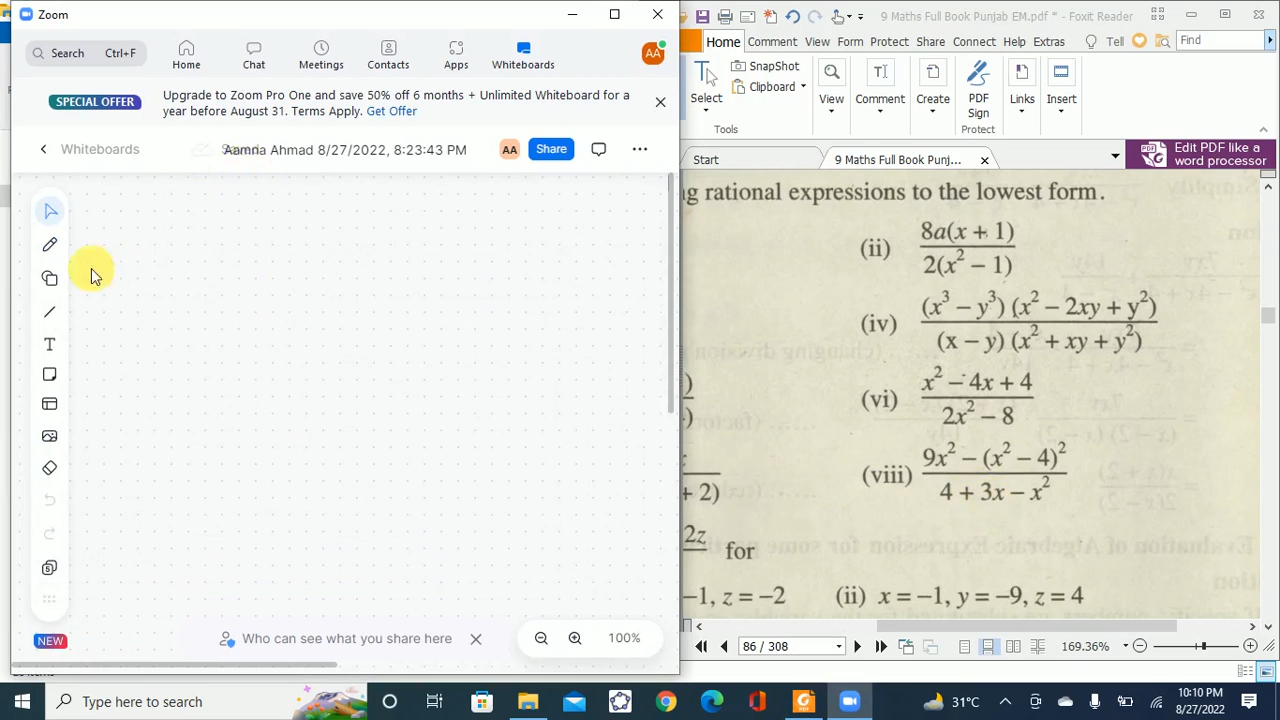 Zoom
Search Ctrl+F
Home
Chat
Meetings
Contacts
Apps
Whiteboards
AA
SPECIAL OFFER
Upgrade to Zoom Pro One and save 50% off 6 months + Unlimited Whiteboard for a
year before August 31. Terms Apply. Get Offer
Whiteboards
Aamna Ahmad 8/27/2022, 8:23:43 PM
AA
Share
NEW
Who can see what you share here
100%
9 Maths Full Book Punjab EM.pdf * - Foxit Reader
Home Comment View Form Protect Share Connect Help Extras Tell Find
Select
SnapShot
Clipboard
Tools
View
Comment
Create
PDF
Sign
Protect
Links
Insert
Start
9 Maths Full Book Punj...
Edit PDF like a
word processor
g rational expressions to the lowest form.
(ii) 8a(x + 1) / 2(x² − 1)
(iv) (x³ − y³) (x² − 2xy + y²) / (x − y) (x² + xy + y²)
(vi) x² − 4x + 4 / 2x² − 8
(viii) 9x² − (x² − 4)² / 4 + 3x − x²
+ 2)
2z for
−1, z = −2 (ii) x = −1, y = −9, z = 4
86 / 308
169.36%
Type here to search
31°C
10:10 PM
8/27/2022